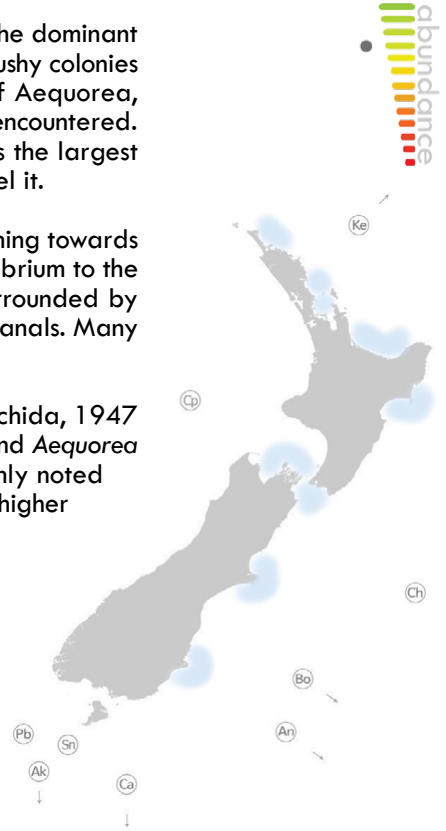 he dominant
ushy colonies
f Aequorea,
encountered.
s the largest
el it.
ning towards
brium to the
rrounded by
anals. Many
chida, 1947
nd Aequorea
nly noted
higher
abundance
Ke
Cp
Ch
Bo
An
Pb
Sn
Ak
Ca